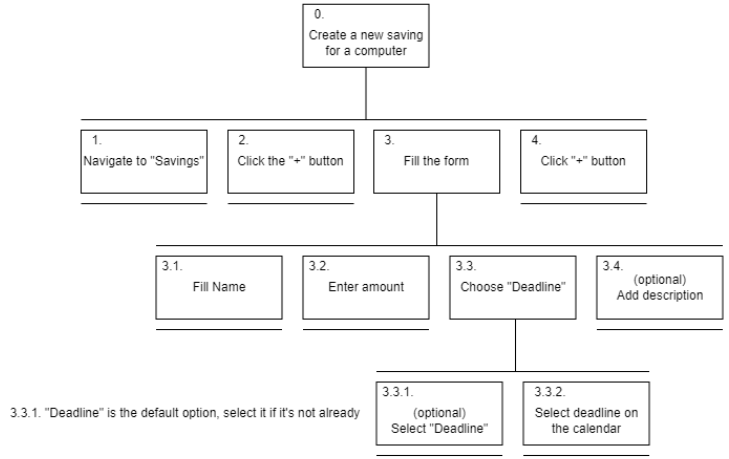 0.
Create a new saving
for a computer
1.
Navigate to "Savings"
2.
Click the "+" button
3.
Fill the form
4.
Click "+" button
3.1.
Fill Name
3.2.
Enter amount
3.3.
Choose "Deadline"
3.4.
(optional)
Add description
3.3.1. "Deadline" is the default option, select it if it's not already
3.3.1.
(optional)
Select "Deadline"
3.3.2.
Select deadline on
the calendar